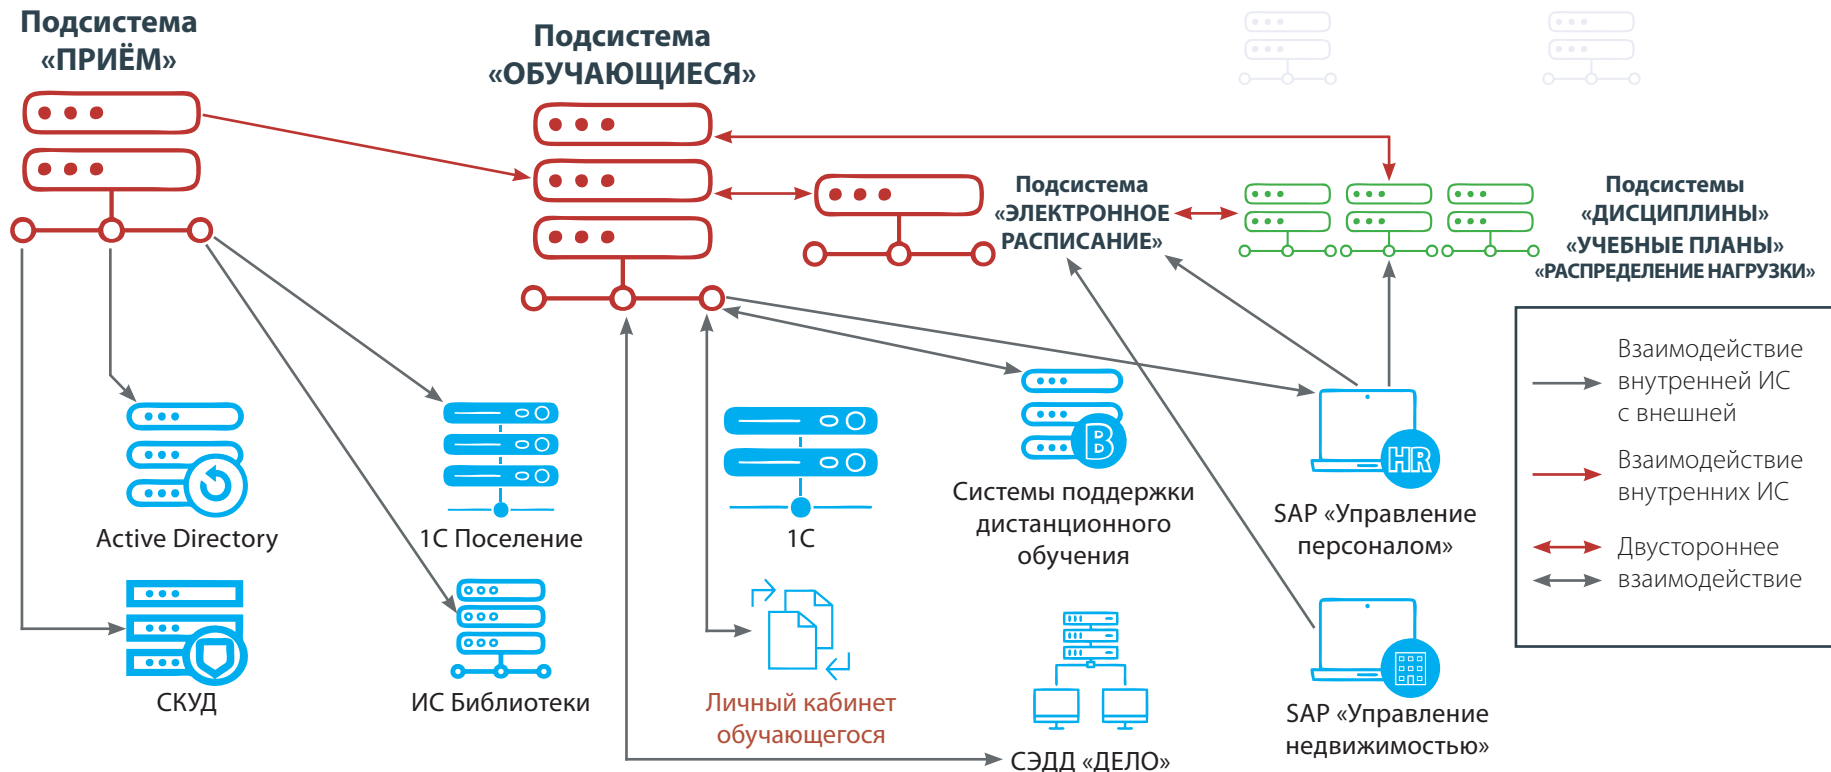 Подсистема
«ПРИЁМ»
Подсистема
«ОБУЧАЮЩИЕСЯ»
Подсистема
«ЭЛЕКТРОННОЕ
РАСПИСАНИЕ»
Подсистемы
«ДИСЦИПЛИНЫ»
«УЧЕБНЫЕ ПЛАНЫ»
«РАСПРЕДЕЛЕНИЕ НАГРУЗКИ»
Взаимодействие
внутренней ИС
с внешней
Взаимодействие
внутренних ИС
Двустороннее
взаимодействие
Active Directory
1С Поселение
1С
B
Системы поддержки
дистанционного
обучения
HR
SAP «Управление
персоналом»
СКУД
ИС Библиотеки
Личный кабинет
обучающегося
СЭДД «ДЕЛО»
SAP «Управление
недвижимостью»